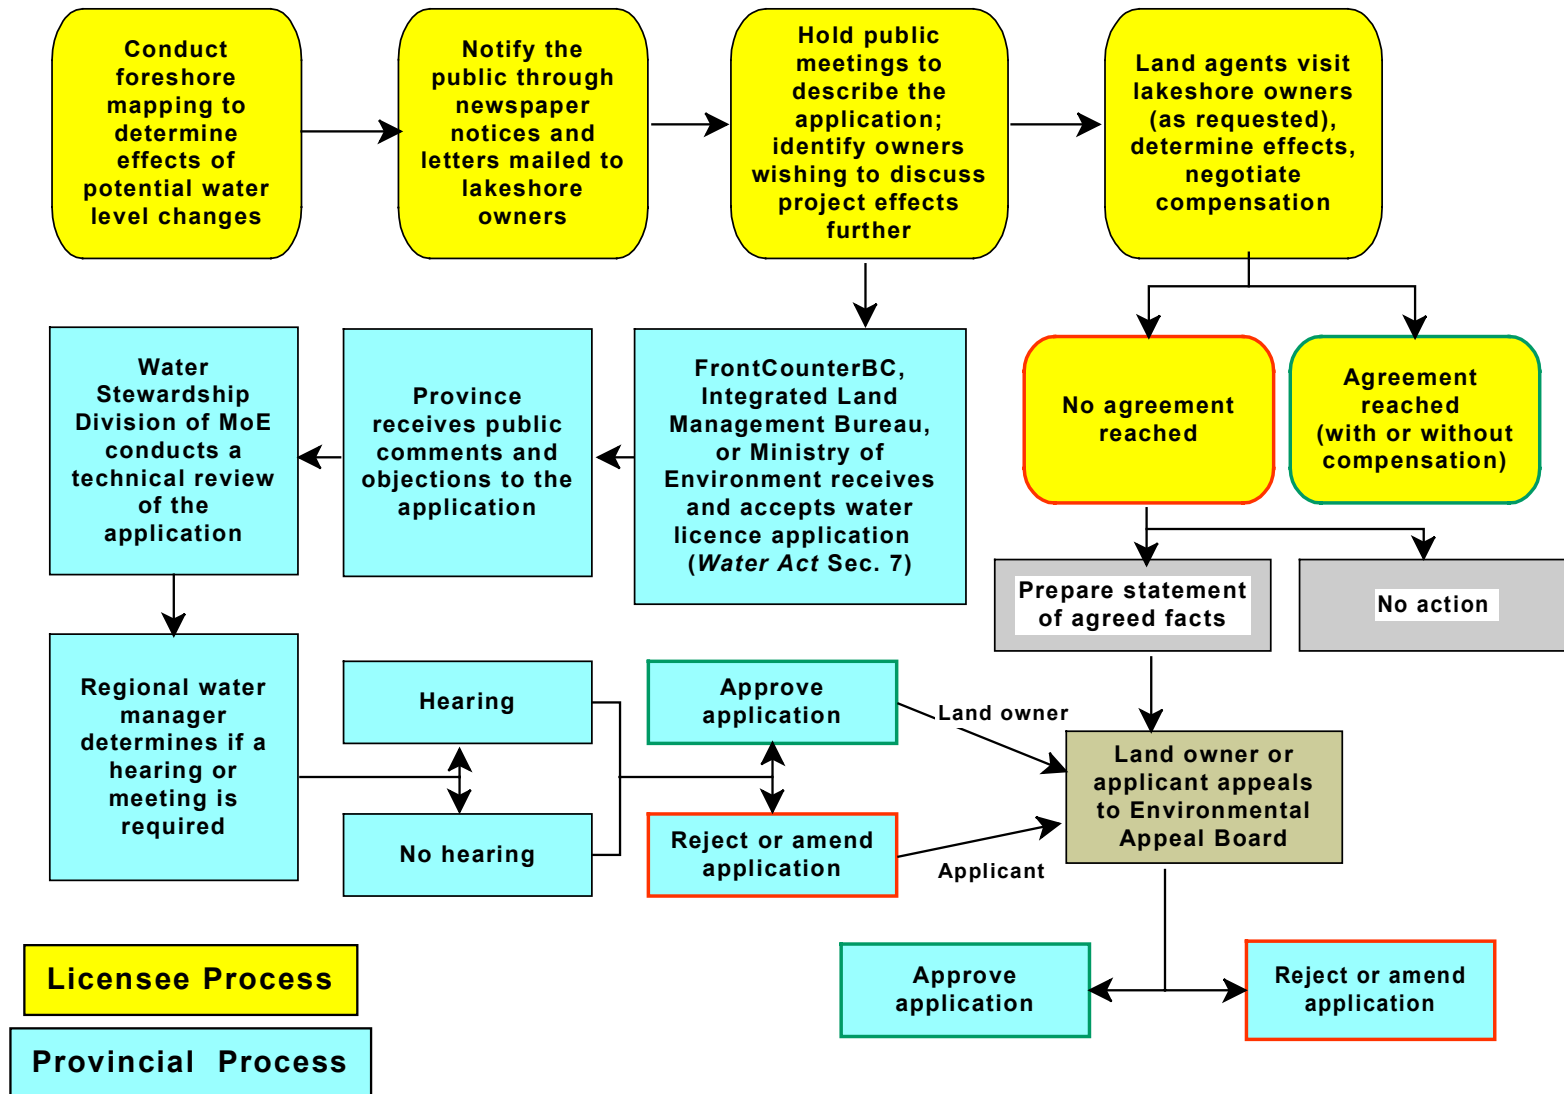 Conduct
foreshore
mapping to
determine
effects of
potential water
level changes
Notify the
public through
newspaper
notices and
letters mailed to
lakeshore
owners
Hold public
meetings to
describe the
application;
identify owners
wishing to discuss
project effects
further
Land agents visit
lakeshore owners
(as requested),
determine effects,
negotiate
compensation
Water
Stewardship
Division of MoE
conducts a
technical review
of the
application
Province
receives public
comments and
objections to the
application
FrontCounterBC,
Integrated Land
Management Bureau,
or Ministry of
Environment receives
and accepts water
licence application
(Water Act Sec. 7)
No agreement
reached
Agreement
reached
(with or without
compensation)
Prepare statement
of agreed facts
No action
Regional water
manager
determines if a
hearing or
meeting is
required
Hearing
No hearing
Approve
application
Reject or amend
application
Land owner
Applicant
Land owner or
applicant appeals
to Environmental
Appeal Board
Approve
application
Reject or amend
application
Licensee Process
Provincial Process